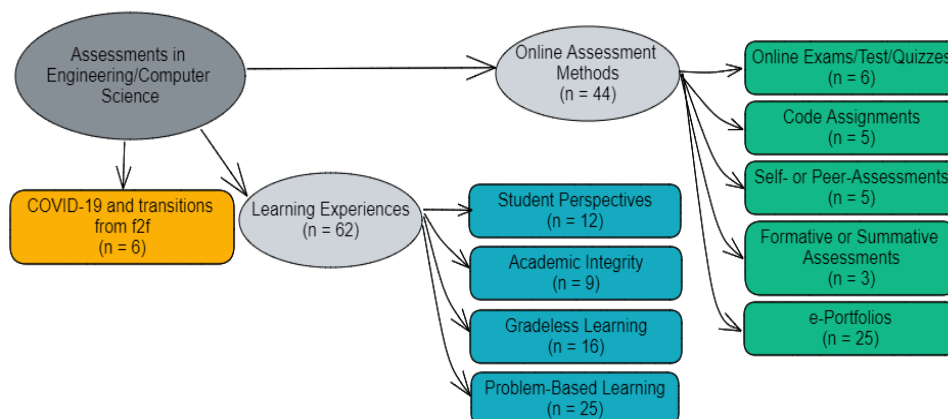 Assessments in
Engineering/Computer
Science
Online Assessment
Methods
(n = 44)
Online Exams/Test/Quizzes
(n = 6)
Code Assignments
(n = 5)
Self- or Peer-Assessments
(n = 5)
Formative or Summative
Assessments
(n = 3)
e-Portfolios
(n = 25)
COVID-19 and transitions
from f2f
(n = 6)
Learning Experiences
(n = 62)
Student Perspectives
(n = 12)
Academic Integrity
(n = 9)
Gradeless Learning
(n = 16)
Problem-Based Learning
(n = 25)